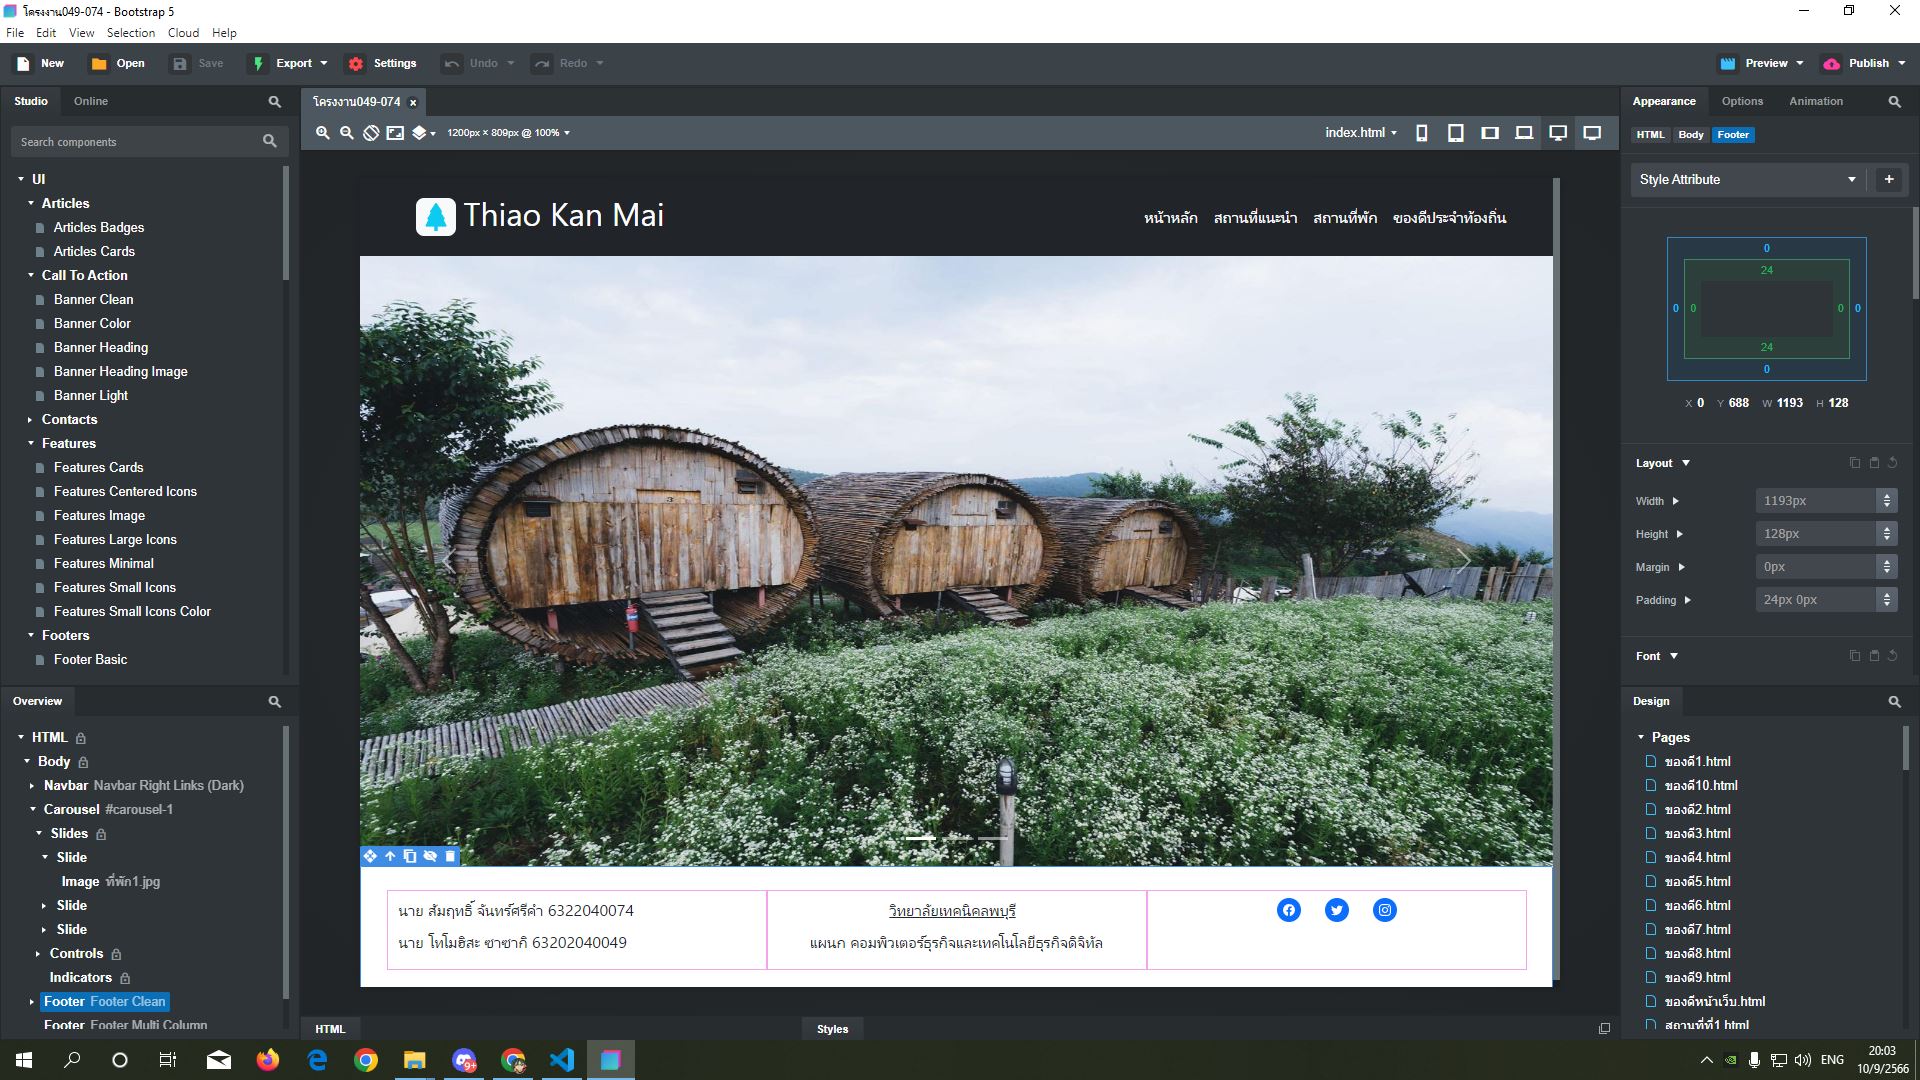 โครงงาน049-074 - Bootstrap 5
File Edit View Selection Cloud Help
New Open Save Export Settings Undo Redo Preview Publish
Studio Online
โครงงาน049-074
Appearance Options Animation
Search components
1200px × 809px @ 100%
index.html
HTML Body Footer
Style Attribute
UI
Articles
Articles Badges
Articles Cards
Call To Action
Banner Clean
Banner Color
Banner Heading
Banner Heading Image
Banner Light
Contacts
Features
Features Cards
Features Centered Icons
Features Image
Features Large Icons
Features Minimal
Features Small Icons
Features Small Icons Color
Footers
Footer Basic
Overview
HTML
Body
Navbar Navbar Right Links (Dark)
Carousel #carousel-1
Slides
Slide
Image ที่พัก1.jpg
Slide
Slide
Controls
Indicators
Footer Footer Clean
Footer Footer Multi Column
Thiao Kan Mai
หน้าหลัก สถานที่แนะนำ สถานที่พัก ของดีประจำท้องถิ่น
3
นาย สัมฤทธิ์ จันทร์ศรีคำ 6322040074
นาย โทโมฮิสะ ซาซากิ 63202040049
วิทยาลัยเทคนิคลพบุรี
แผนก คอมพิวเตอร์ธุรกิจและเทคโนโลยีธุรกิจดิจิทัล
HTML
Styles
0
24
0 0 0 0
24
0
X 0 Y 688 W 1193 H 128
Layout
Width 1193px
Height 128px
Margin 0px
Padding 24px 0px
Font
Design
Pages
ของดี1.html
ของดี10.html
ของดี2.html
ของดี3.html
ของดี4.html
ของดี5.html
ของดี6.html
ของดี7.html
ของดี8.html
ของดี9.html
ของดีหน้าเว็บ.html
สถานที่ที่1.html
9+
ENG
20:03
10/9/2566